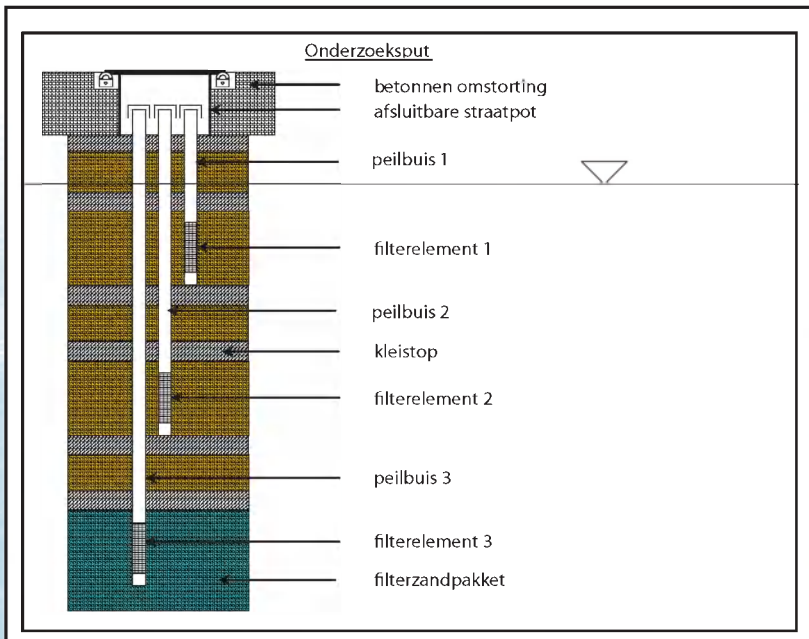 Onderzoeksput
betonnen omstorting
afsluitbare straatpot
peilbuis 1
filterelement 1
peilbuis 2
kleistop
filterelement 2
peilbuis 3
filterelement 3
filterzandpakket